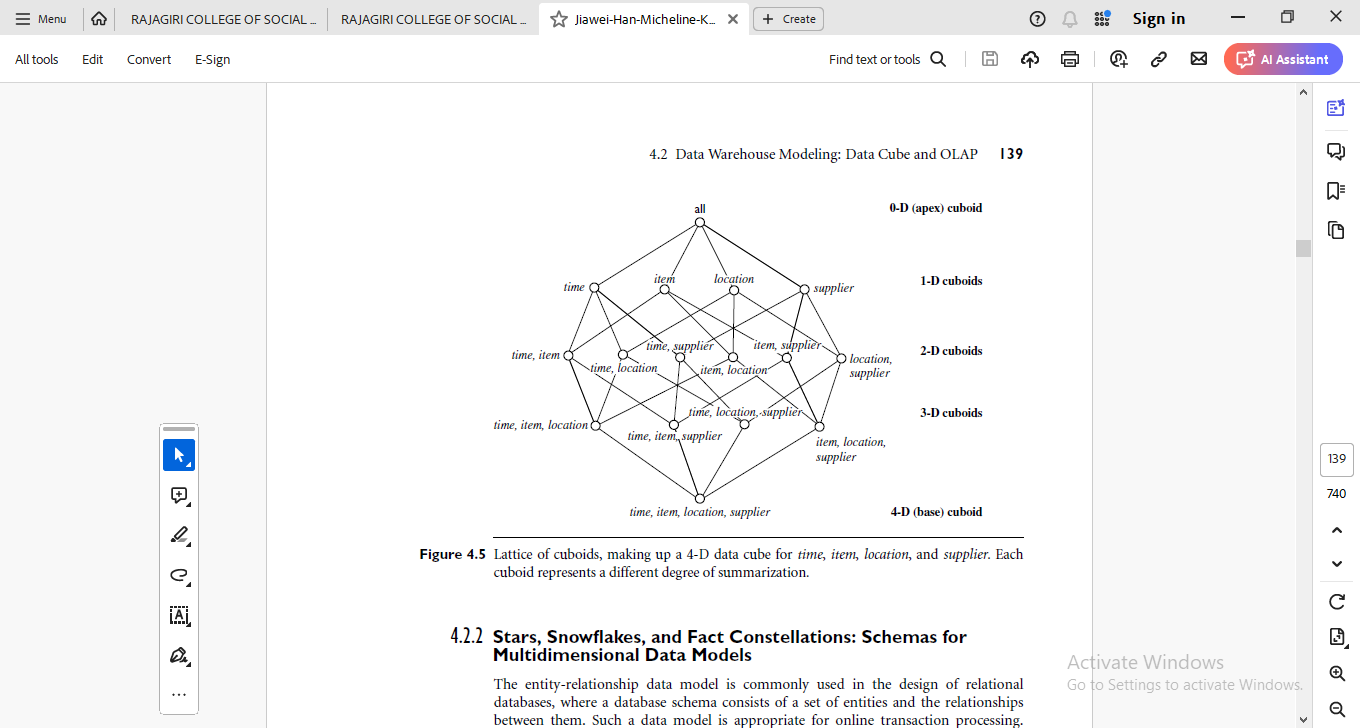 Menu
RAJAGIRI COLLEGE OF SOCIAL ...
RAJAGIRI COLLEGE OF SOCIAL ...
Jiawei-Han-Micheline-K...
+ Create
Sign in
All tools
Edit
Convert
E-Sign
Find text or tools
AI Assistant
4.2 Data Warehouse Modeling: Data Cube and OLAP 139
all
0-D (apex) cuboid
time
item
location
supplier
1-D cuboids
time, item
time, location
time, supplier
item, location
item, supplier
location,
supplier
2-D cuboids
time, item, location
time, item, supplier
time, location, supplier
item, location,
supplier
3-D cuboids
time, item, location, supplier
4-D (base) cuboid
Figure 4.5 Lattice of cuboids, making up a 4-D data cube for time, item, location, and supplier. Each
cuboid represents a different degree of summarization.
4.2.2 Stars, Snowflakes, and Fact Constellations: Schemas for
Multidimensional Data Models
The entity-relationship data model is commonly used in the design of relational
databases, where a database schema consists of a set of entities and the relationships
between them. Such a data model is appropriate for online transaction processing.
139
740
Activate Windows
Go to Settings to activate Windows.